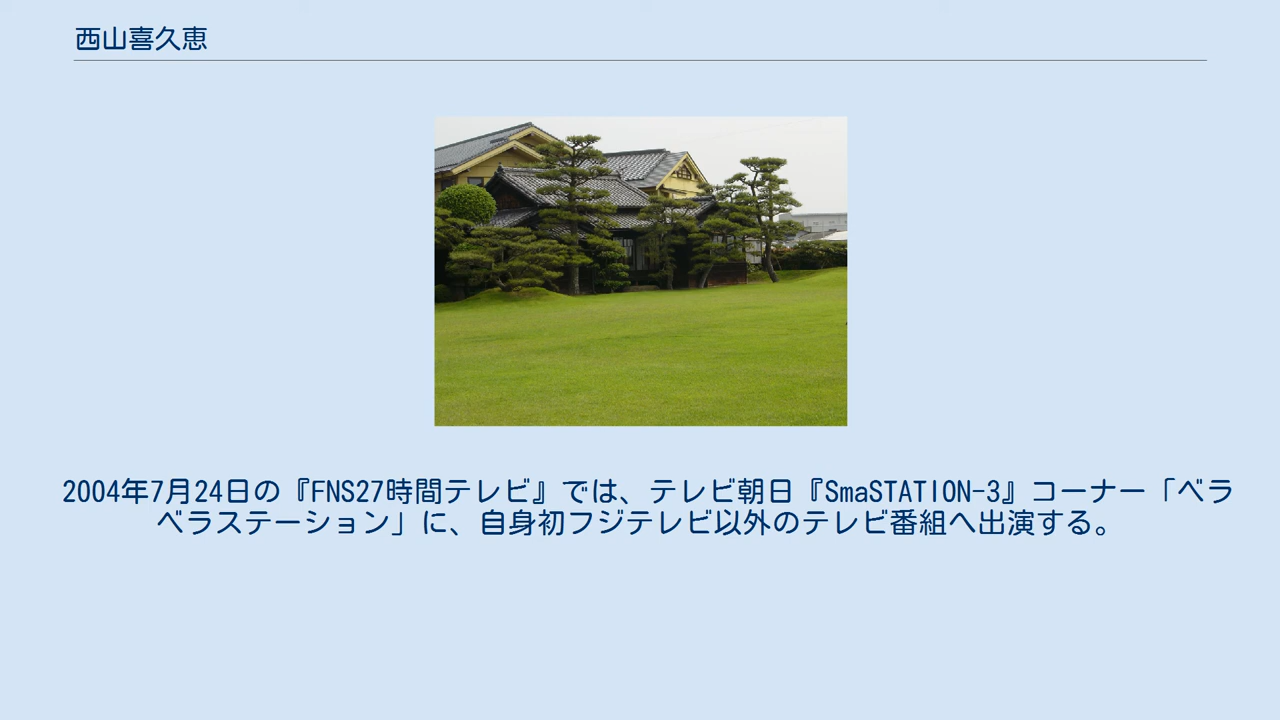 西山喜久恵
2004年7月24日の『FNS27時間テレビ』では、テレビ朝日『SmaSTATION-3』コーナー「ベラ
ベラステーション」に、自身初フジテレビ以外のテレビ番組へ出演する。